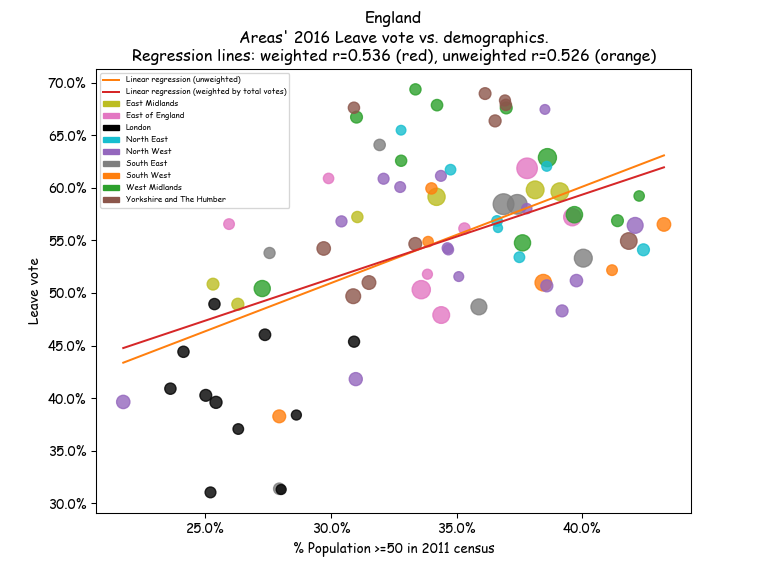 England
Areas' 2016 Leave vote vs. demographics.
Regression lines: weighted r=0.536 (red), unweighted r=0.526 (orange)
Linear regression (unweighted)
Linear regression (weighted by total votes)
East Midlands
East of England
London
North East
North West
South East
South West
West Midlands
Yorkshire and The Humber
70.0%
65.0%
60.0%
55.0%
50.0%
45.0%
40.0%
35.0%
30.0%
Leave vote
25.0%
30.0%
35.0%
40.0%
% Population >=50 in 2011 census